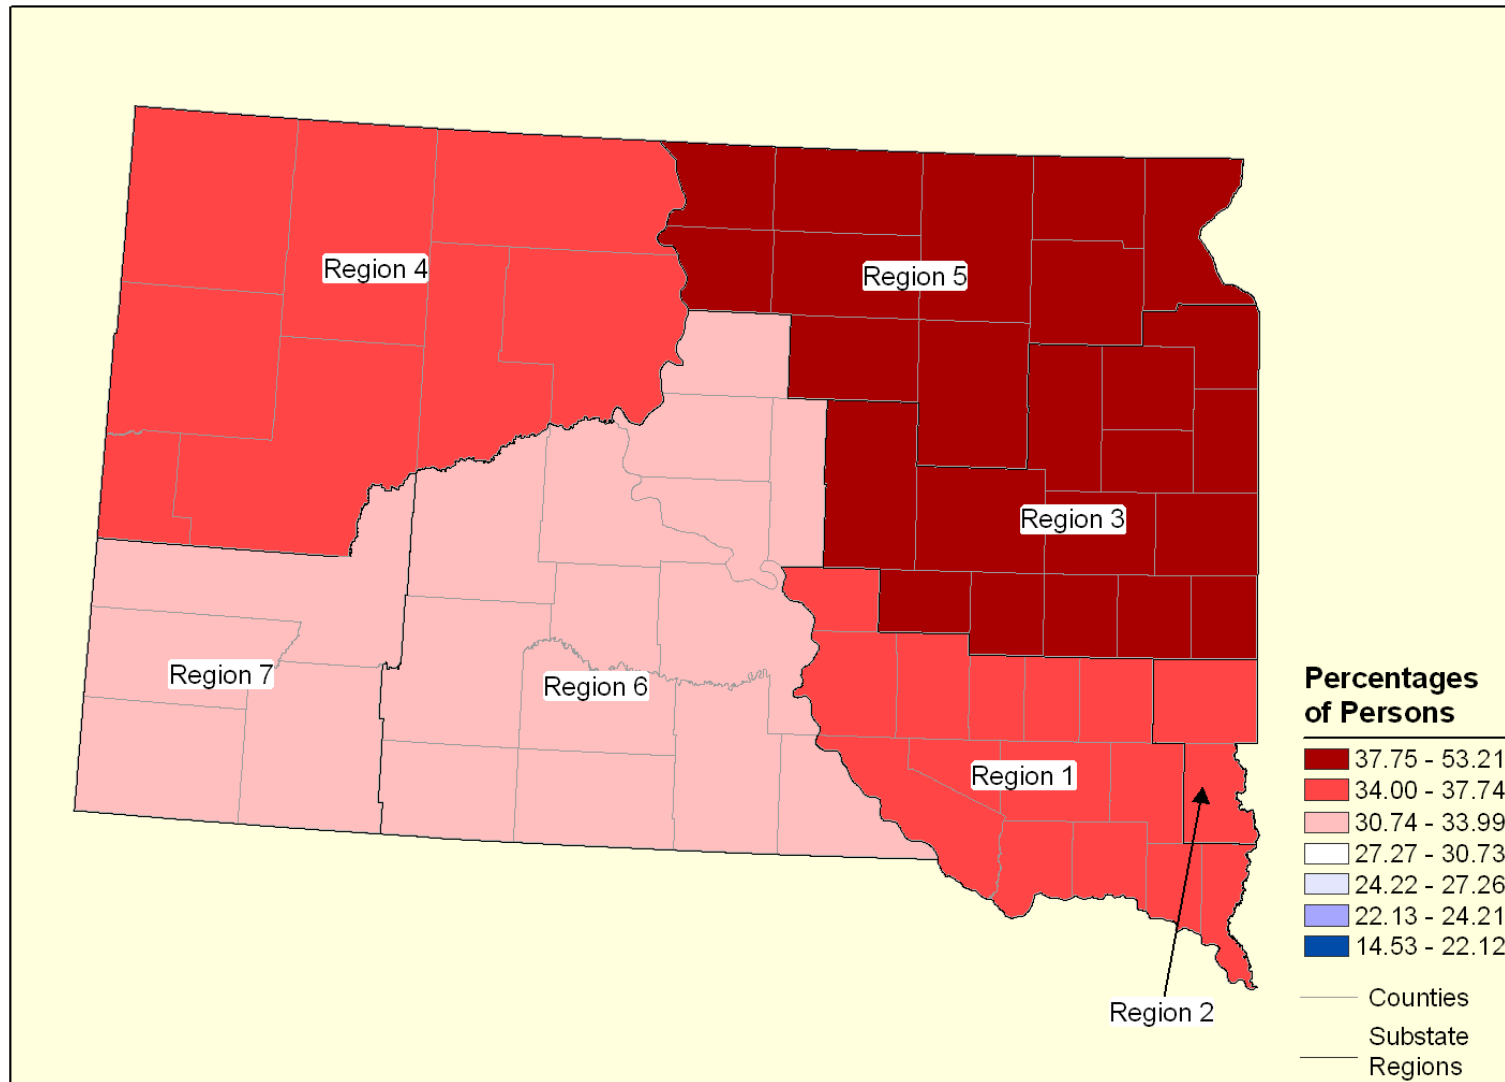 Region 4
Region 5
Region 3
Region 7
Region 6
Region 1
Region 2
Percentages
of Persons
37.75 - 53.21
34.00 - 37.74
30.74 - 33.99
27.27 - 30.73
24.22 - 27.26
22.13 - 24.21
14.53 - 22.12
Counties
Substate
Regions